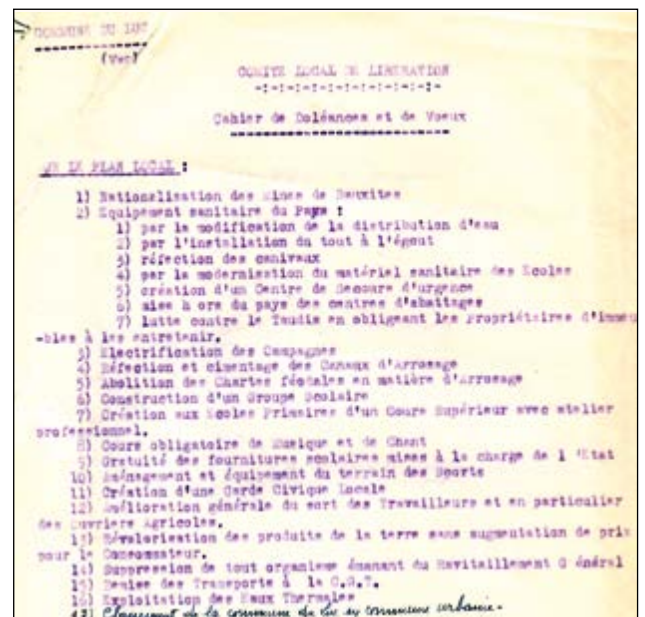 COMMUNE DU LUC
(Var)
COMITE LOCAL DE LIBERATION
-:-:-:-:-:-:-:-:-:-:-:-
Cahier de Doléances et de Voeux
SUR LE PLAN LOCAL :
1) Nationalisation des Mines de Bauxites
2) Equipement sanitaire du Pays :
1) par la modification de la distribution d'eau
2) par l'installation du tout à l'égout
3) réfection des canivaux
4) par la modernisation du matériel sanitaire des Ecoles
5) création d'un Centre de Secours d'urgence
6) mise h ors du pays des centres d'abattages
7) lutte contre le Taudis en obligeant les Propriétaires d'immeu
-bles à les entretenir.
3) Electrification des Campagnes
4) Réfection et cimentage des Canaux d'Arrosage
5) Abolition des Chartes féodales en matière d'Arrosage
6) Construction d'un Groupe Scolaire
7) Création aux Ecoles Primaires d'un Cours Supérieur avec atelier
professionnel.
8) Cours obligatoire de Musique et de Chant
9) Gratuité des fournitures scolaires mises à la charge de l 'Etat
10) Aménagement et équipement du terrain des Sports
11) Création d'une Garde Civique Locale
12) Amélioration générale du sort des Travailleurs et en particulier
des Ouvriers Agricoles.
13) Révalorisation des produits de la terre sans augmentation de prix
pour le Consommateur.
14) Suppression de tout organisme émanant du Ravitaillement G énéral
15) Remise des Transports à la C.G.T.
16) Exploitation des Eaux Thermales
17) Classement de la commune du Luc en commune urbaine.